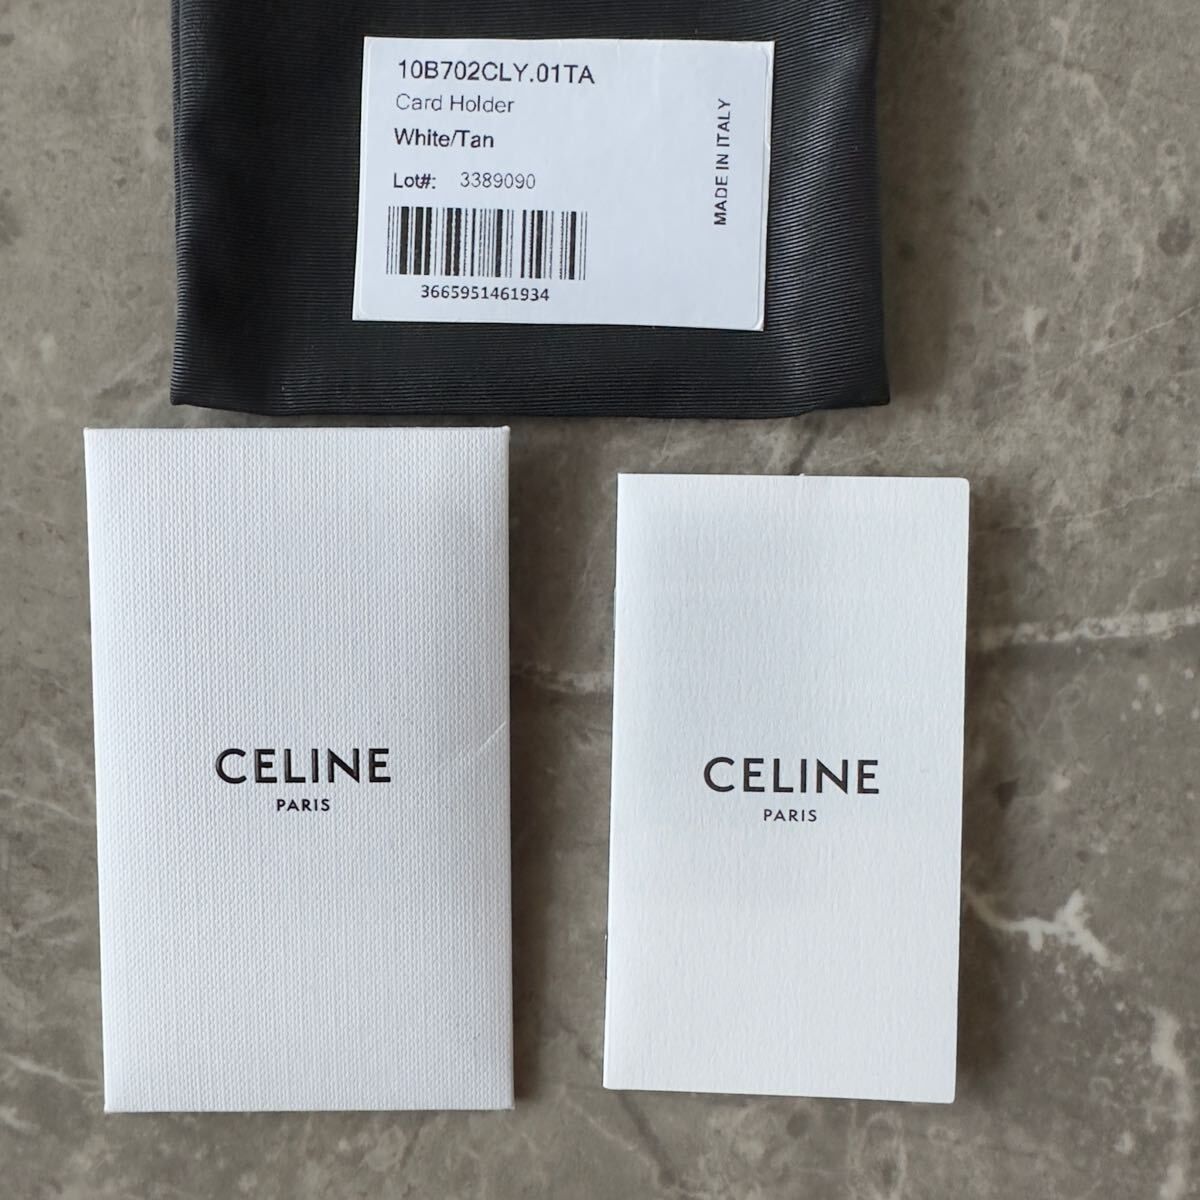 10B702CLY.01TA
Card Holder
White/Tan
Lot#: 3389090
3665951461934
MADE IN ITALY
CELINE
PARIS
CELINE
PARIS